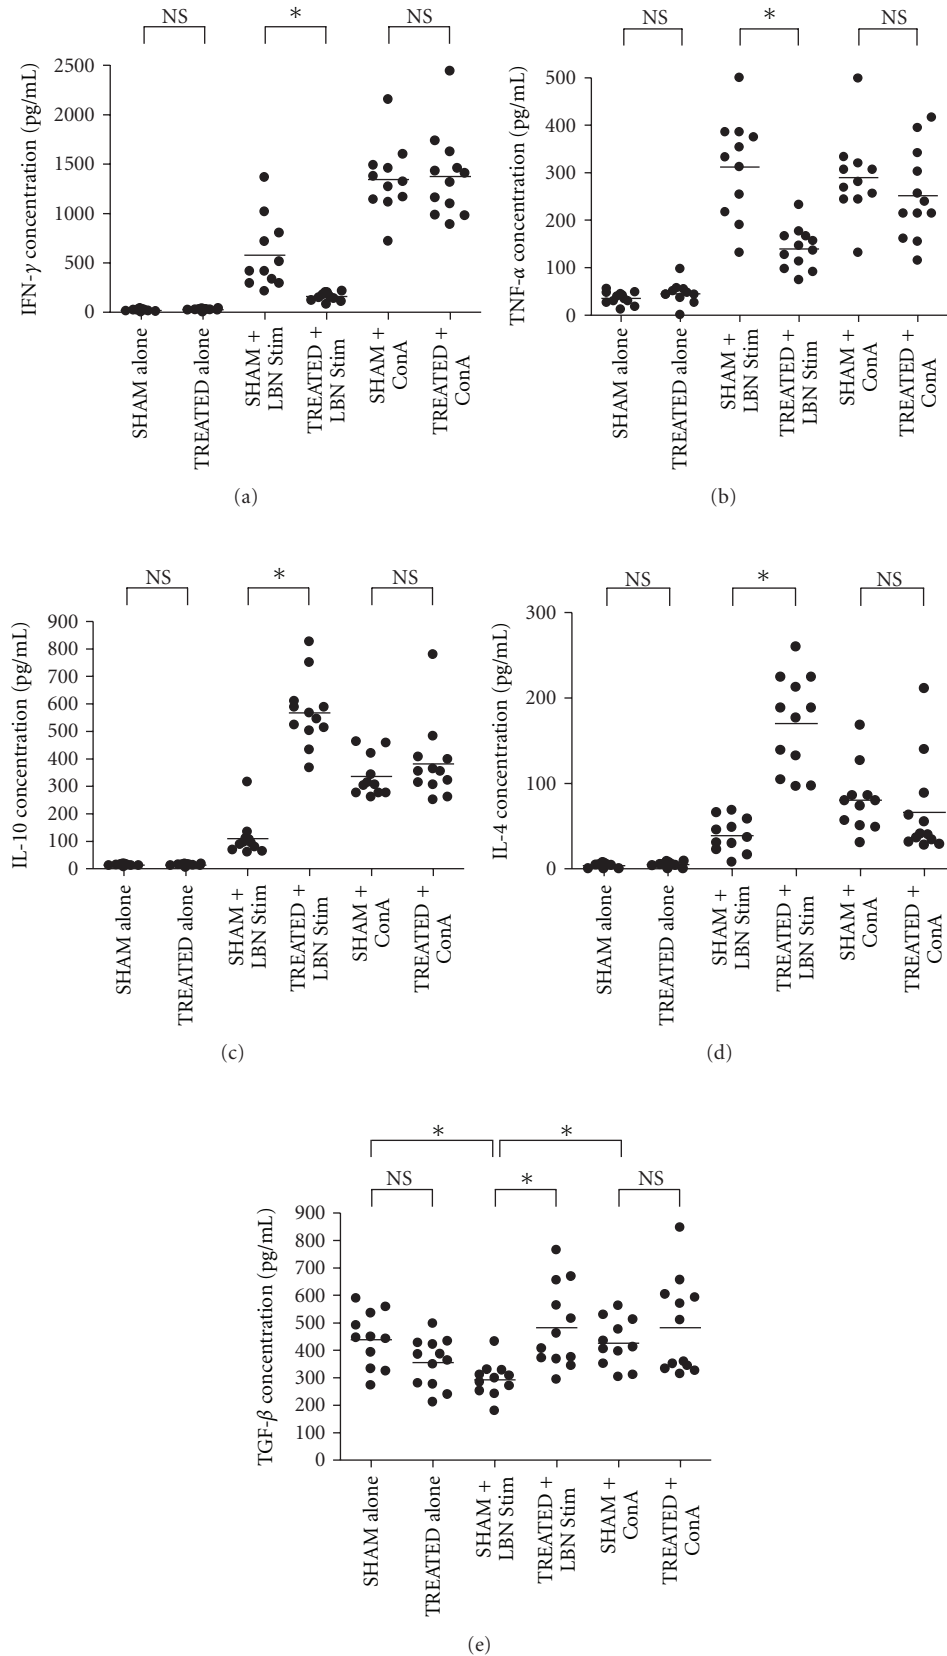 NS * NS
IFN-γ concentration (pg/mL)
2500
2000
1500
1000
500
0
SHAM alone
TREATED alone
SHAM +
LBN Stim
TREATED +
LBN Stim
SHAM +
ConA
TREATED +
ConA
(a)
NS * NS
TNF-α concentration (pg/mL)
500
400
300
200
100
0
SHAM alone
TREATED alone
SHAM +
LBN Stim
TREATED +
LBN Stim
SHAM +
ConA
TREATED +
ConA
(b)
NS * NS
IL-10 concentration (pg/mL)
900
800
700
600
500
400
300
200
100
0
SHAM alone
TREATED alone
SHAM +
LBN Stim
TREATED +
LBN Stim
SHAM +
ConA
TREATED +
ConA
(c)
NS * NS
IL-4 concentration (pg/mL)
300
200
100
0
SHAM alone
TREATED alone
SHAM +
LBN Stim
TREATED +
LBN Stim
SHAM +
ConA
TREATED +
ConA
(d)
* *
NS * NS
TGF-β concentration (pg/mL)
900
800
700
600
500
400
300
200
100
0
SHAM alone
TREATED alone
SHAM +
LBN Stim
TREATED +
LBN Stim
SHAM +
ConA
TREATED +
ConA
(e)